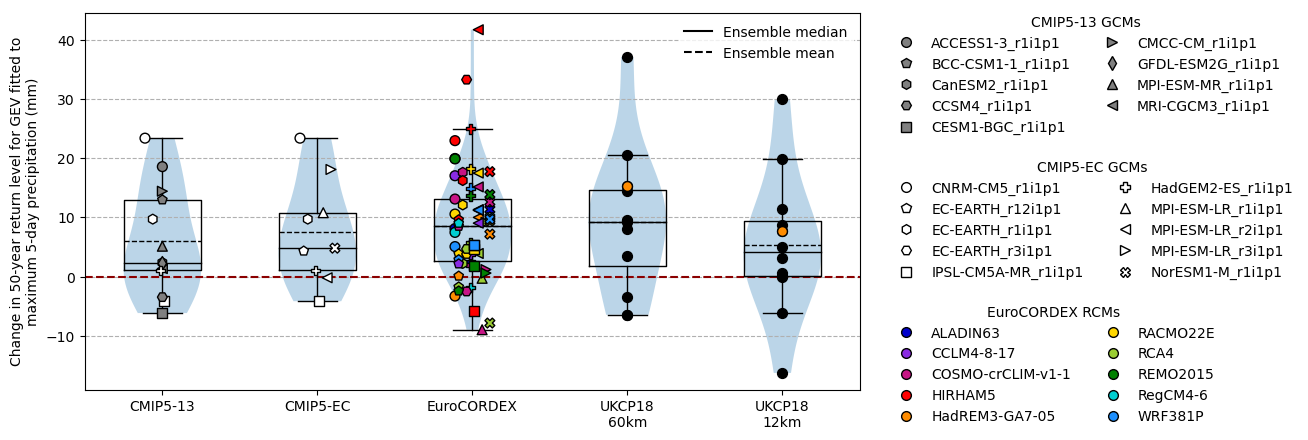 Change in 50-year return level for GEV fitted to
maximum 5-day precipitation (mm)
40
30
20
10
0
−10
Ensemble median
Ensemble mean
CMIP5-13
CMIP5-EC
EuroCORDEX
UKCP18
60km
UKCP18
12km
CMIP5-13 GCMs
ACCESS1-3_r1i1p1
BCC-CSM1-1_r1i1p1
CanESM2_r1i1p1
CCSM4_r1i1p1
CESM1-BGC_r1i1p1
CMCC-CM_r1i1p1
GFDL-ESM2G_r1i1p1
MPI-ESM-MR_r1i1p1
MRI-CGCM3_r1i1p1
CMIP5-EC GCMs
CNRM-CM5_r1i1p1
EC-EARTH_r12i1p1
EC-EARTH_r1i1p1
EC-EARTH_r3i1p1
IPSL-CM5A-MR_r1i1p1
HadGEM2-ES_r1i1p1
MPI-ESM-LR_r1i1p1
MPI-ESM-LR_r2i1p1
MPI-ESM-LR_r3i1p1
NorESM1-M_r1i1p1
EuroCORDEX RCMs
ALADIN63
CCLM4-8-17
COSMO-crCLIM-v1-1
HIRHAM5
HadREM3-GA7-05
RACMO22E
RCA4
REMO2015
RegCM4-6
WRF381P